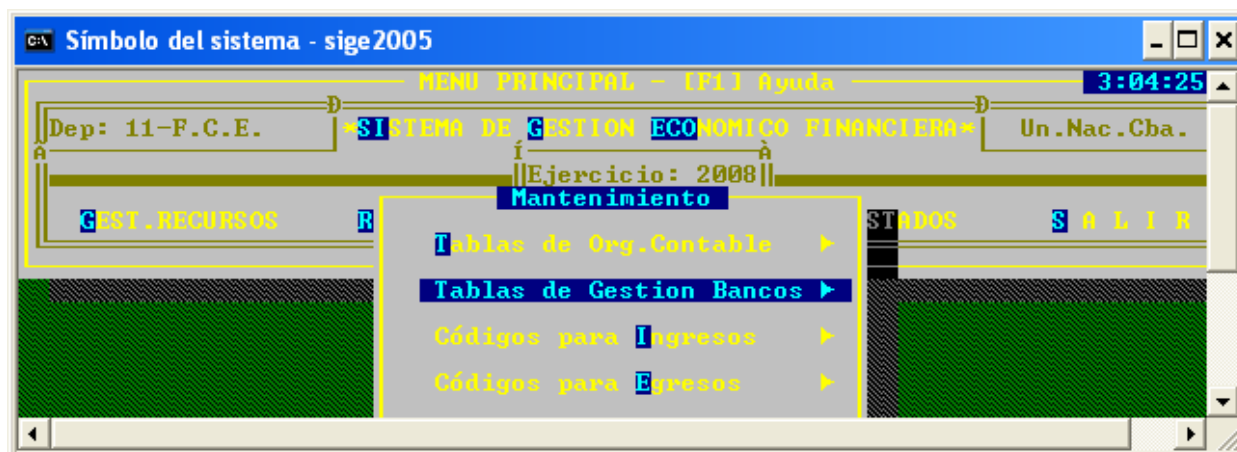 Símbolo del sistema - sige2005
MENU PRINCIPAL - [F1] Ayuda 3:04:25
Dep: 11-F.C.E. *SISTEMA DE GESTION ECONOMICO FINANCIERA* Un.Nac.Cba.
Ejercicio: 2008
Mantenimiento
GEST.RECURSOS R STADOS S A L I R
Tablas de Org.Contable
Tablas de Gestion Bancos
Códigos para Ingresos
Códigos para Egresos